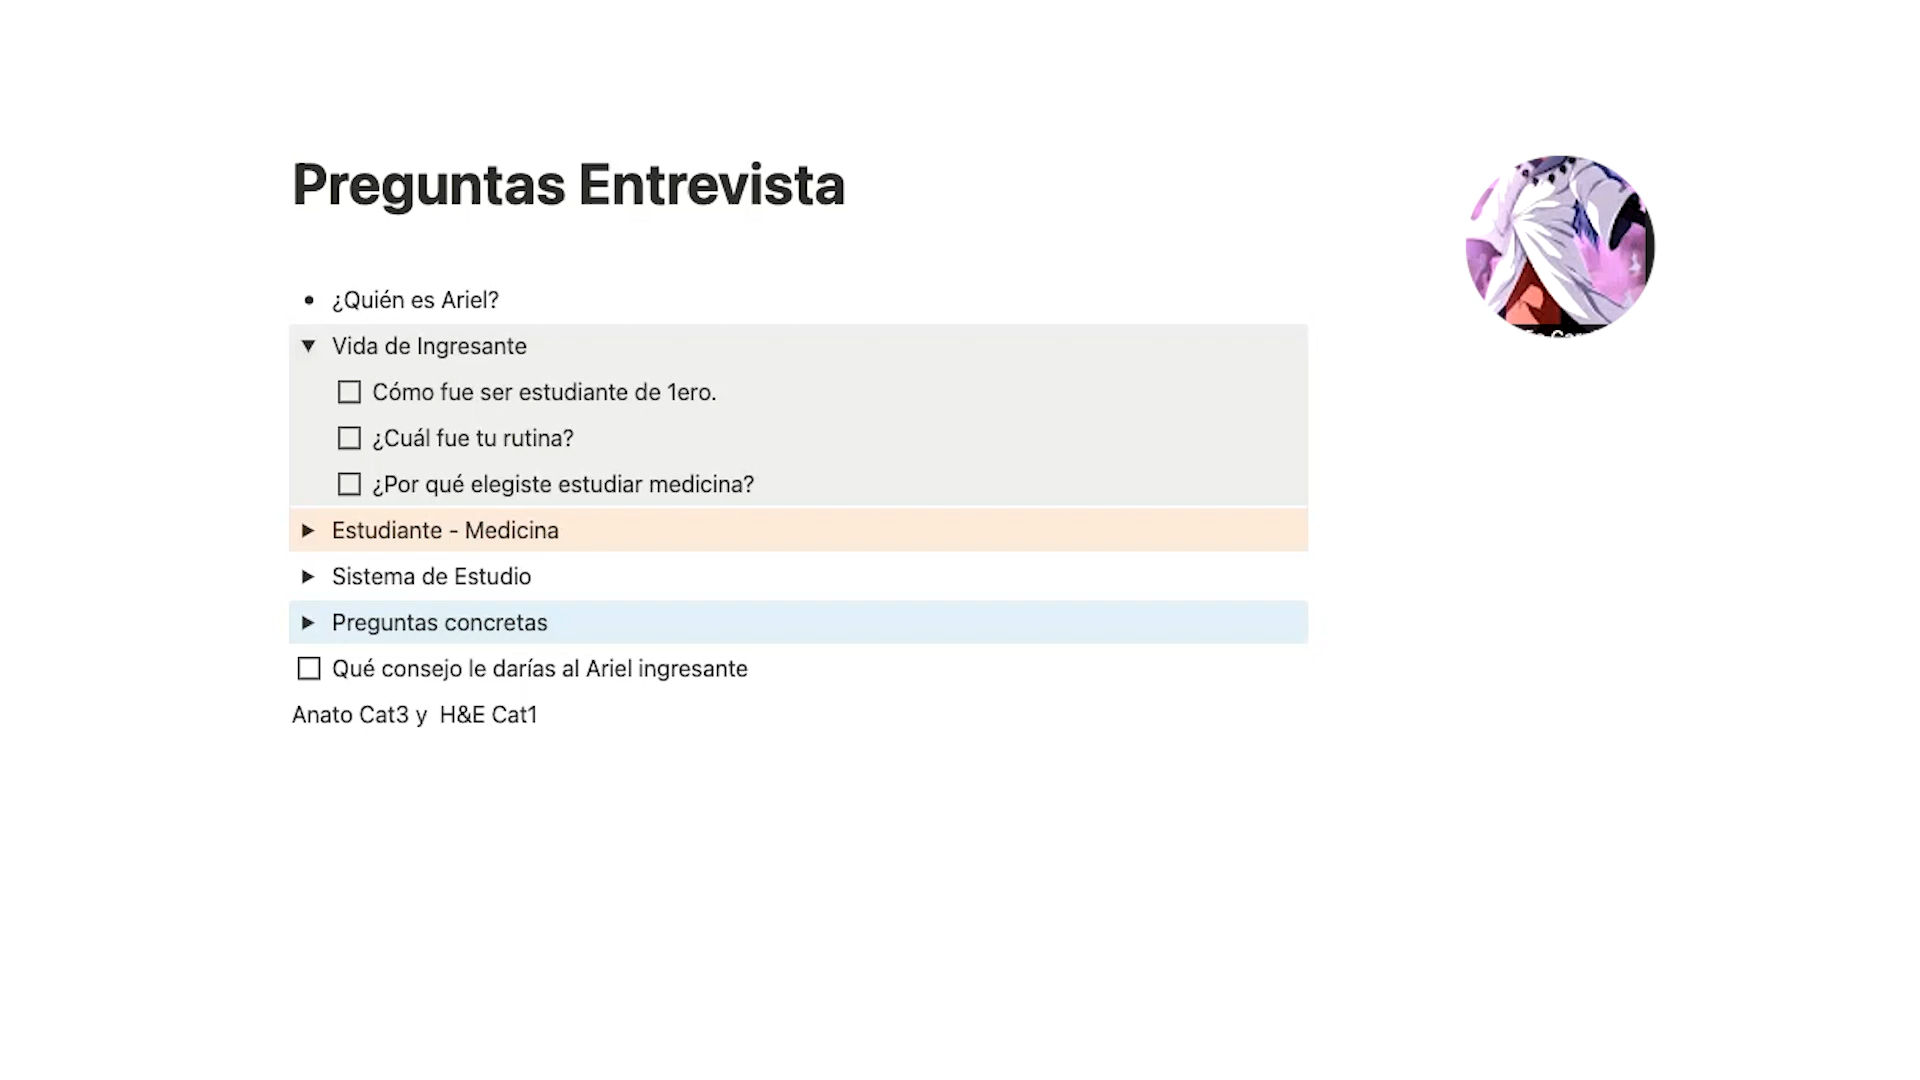 Preguntas Entrevista
¿Quién es Ariel?
Vida de Ingresante
Cómo fue ser estudiante de 1ero.
¿Cuál fue tu rutina?
¿Por qué elegiste estudiar medicina?
Estudiante - Medicina
Sistema de Estudio
Preguntas concretas
Qué consejo le darías al Ariel ingresante
Anato Cat3 y  H&E Cat1